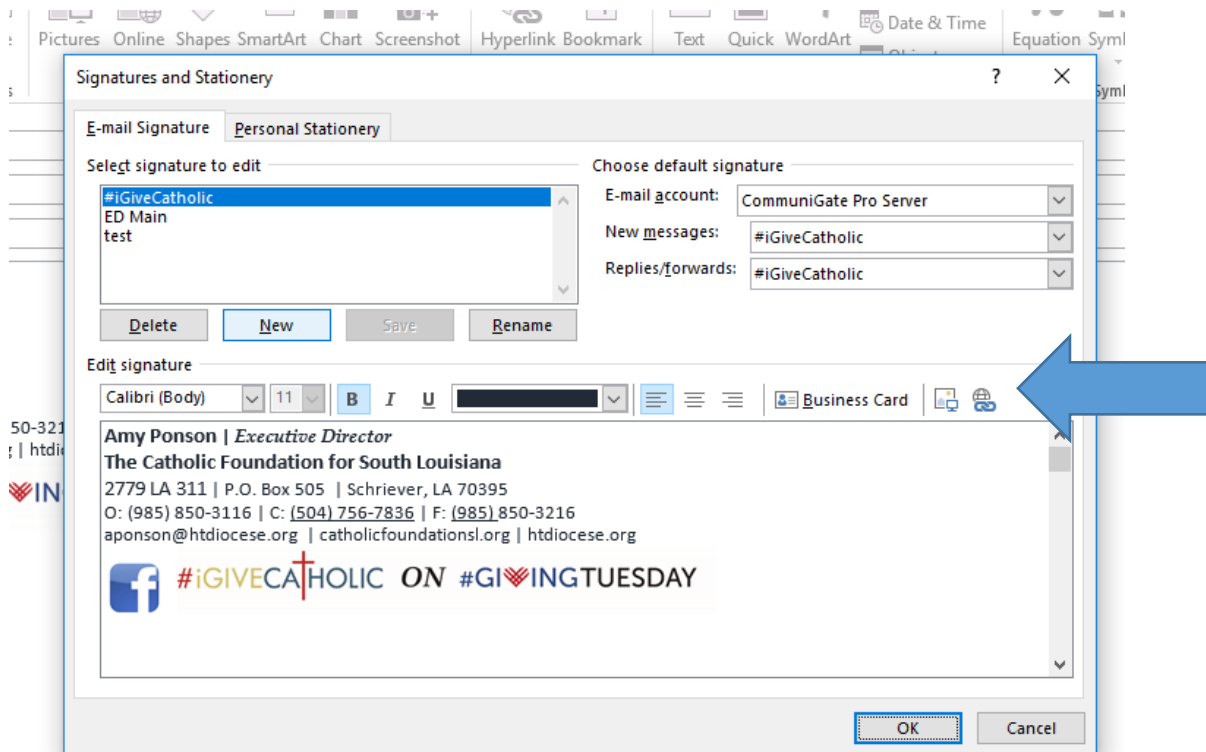 Date & Time
Pictures Online Shapes SmartArt Chart Screenshot Hyperlink Bookmark Text Quick WordArt Equation
Signatures and Stationery ?
E-mail Signature Personal Stationery
Select signature to edit
#iGiveCatholic
ED Main
test
Delete New Save Rename
Choose default signature
E-mail account: CommuniGate Pro Server
New messages: #iGiveCatholic
Replies/forwards: #iGiveCatholic
Edit signature
Calibri (Body) 11 B I U Business Card
50-321
| htdi
IN
Amy Ponson | Executive Director
The Catholic Foundation for South Louisiana
2779 LA 311 | P.O. Box 505 | Schriever, LA 70395
O: (985) 850-3116 | C: (504) 756-7836 | F: (985) 850-3216
aponson@htdiocese.org | catholicfoundationsl.org | htdiocese.org
f #iGIVECATHOLIC ON #GIVINGTUESDAY
OK Cancel